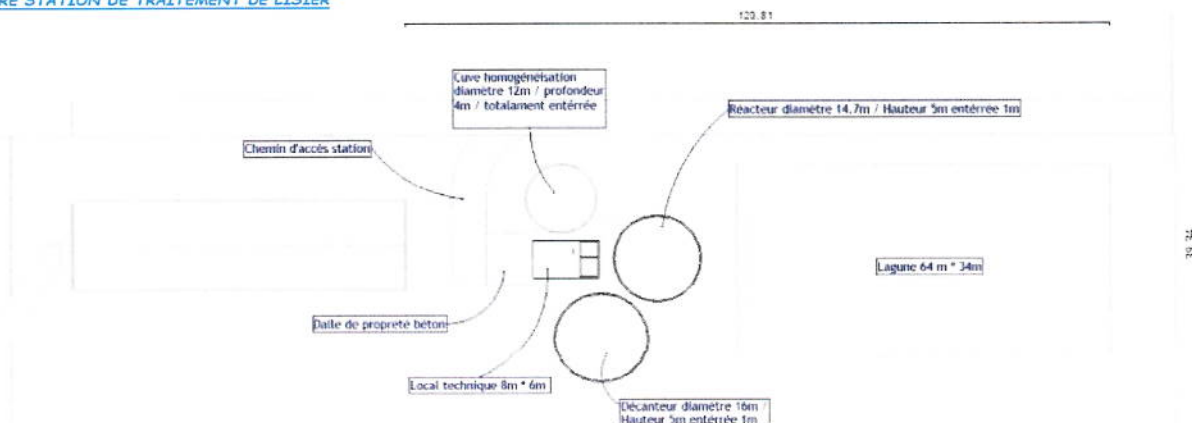 RE STATION DE TRAITEMENT DE LISIER
120.81
Cuve homogénéisation
diamètre 12m / profondeur
4m / totalament entérrée
Réacteur diamètre 14,7m / Hauteur 5m entérrée 1m
Chemin d'accès station
Lagune 64 m * 34m
Dalle de propreté béton
Local technique 8m * 6m
Décanteur diamètre 16m /
Hauteur 5m entérrée 1m